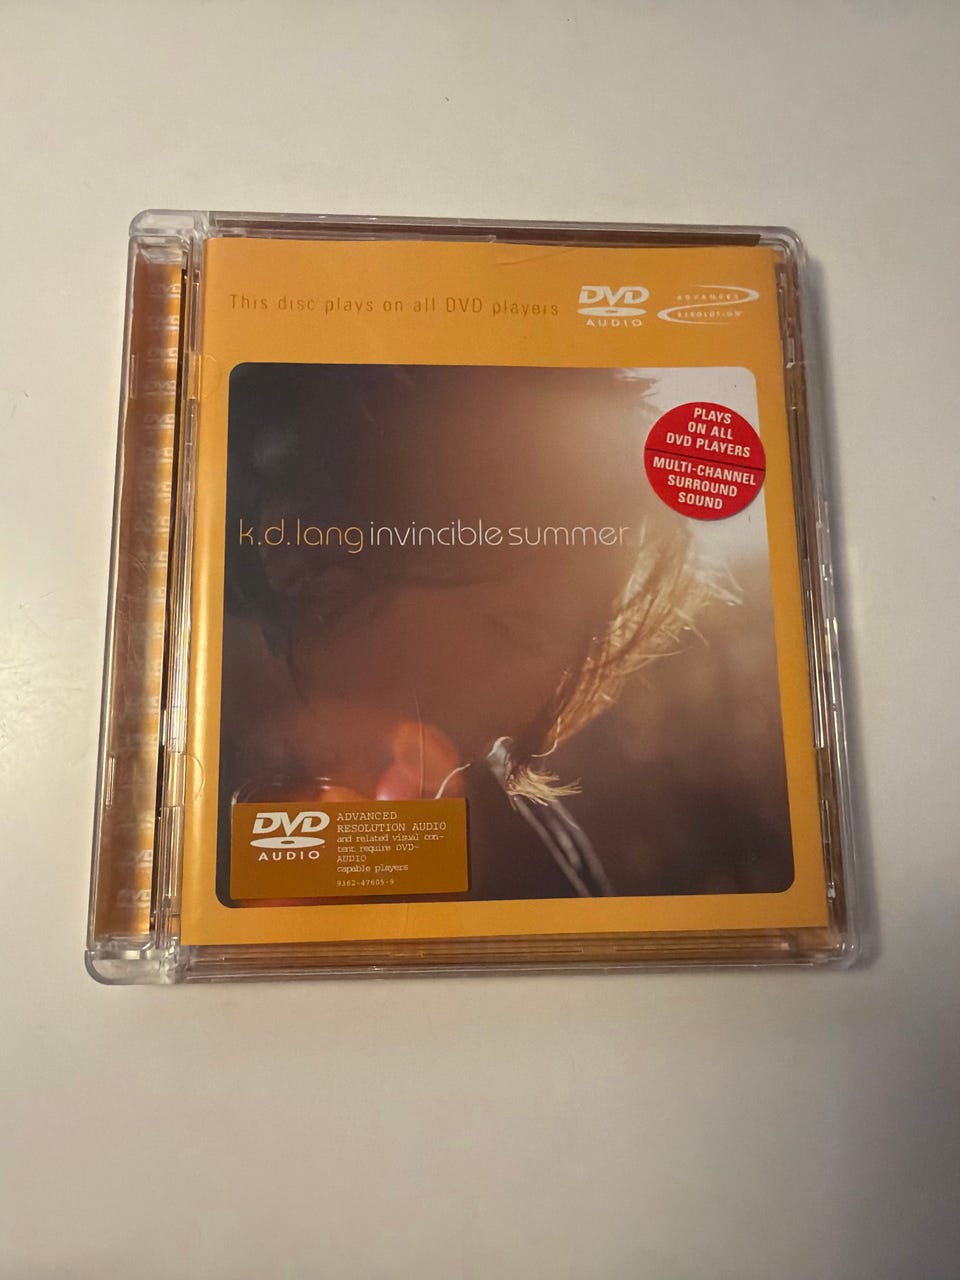 This disc plays on all DVD players
DVD
AUDIO
ADVANCED
RESOLUTION
PLAYS
ON ALL
DVD PLAYERS
MULTI-CHANNEL
SURROUND
SOUND
k.d. lang invincible summer
DVD
AUDIO
ADVANCED
RESOLUTION AUDIO
and related visual con-
tent require DVD-
AUDIO
capable players
9362-47605-9